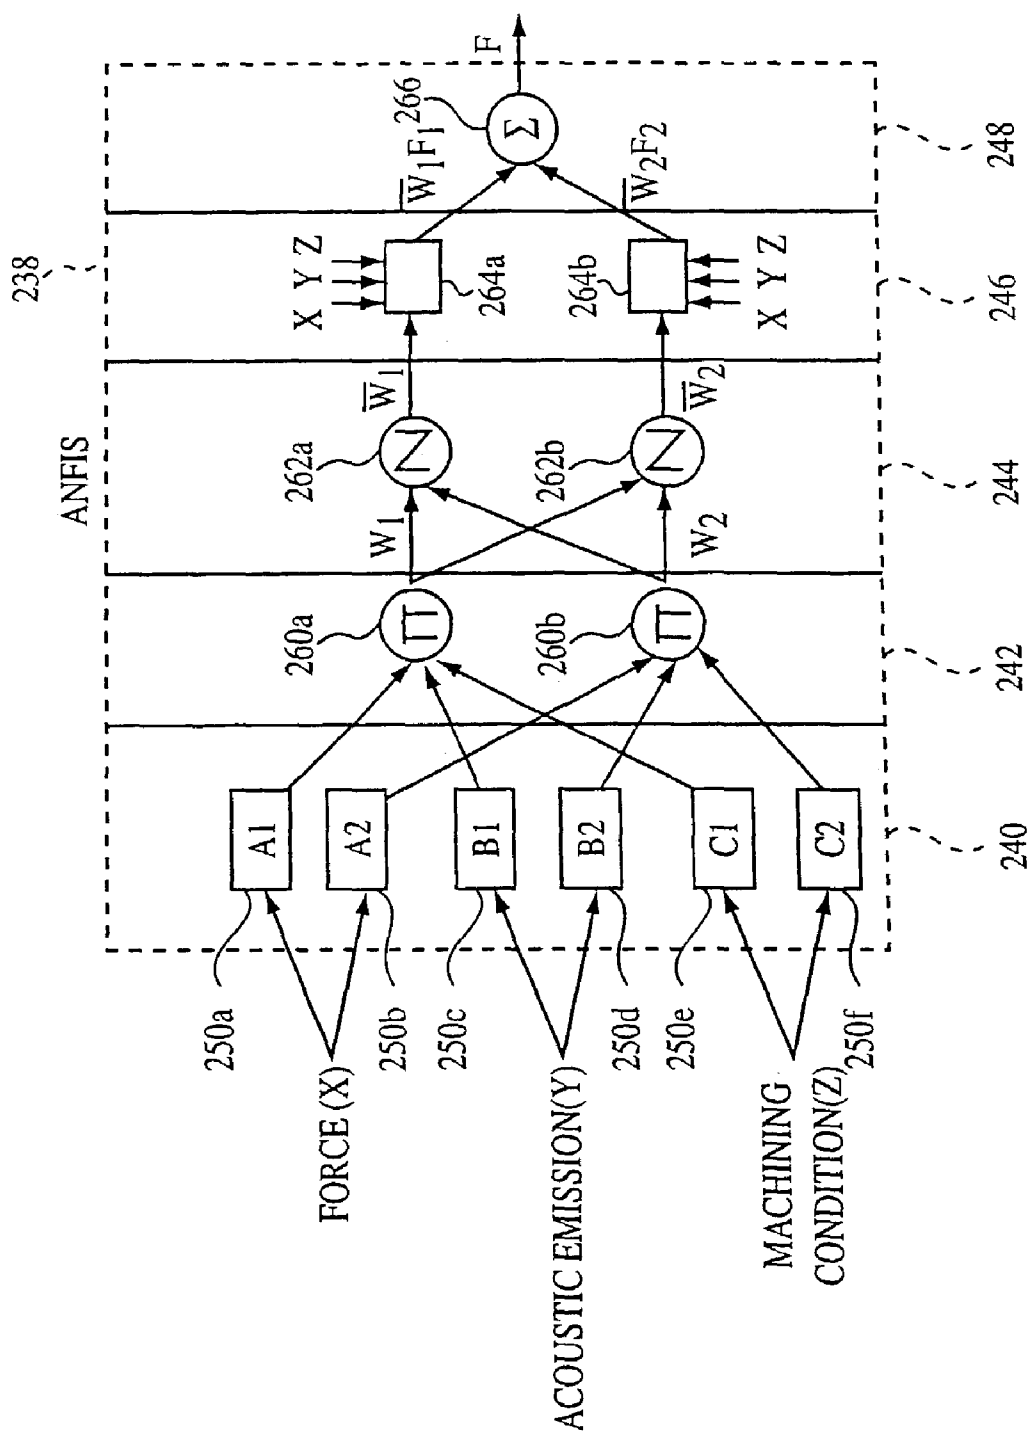 ANFIS
238
FORCE (X)
ACOUSTIC EMISSION(Y)
MACHINING
CONDITION(Z)
250a
250b
250c
250d
250e
250f
A1
A2
B1
B2
C1
C2
260a
Π
260b
Π
W1
W2
262a
N
262b
N
W̅1
W̅2
X Y Z
264a
264b
X Y Z
W̅1F1
W̅2F2
266
Σ
F
240
242
244
246
248